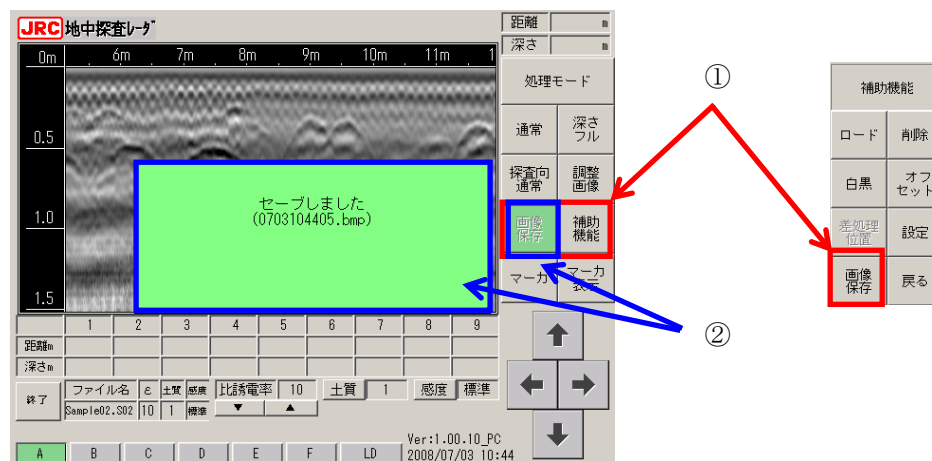 JRC 地中探査レーダ
距離 m
深さ m
0m 6m 7m 8m 9m 10m 11m 1
0.5
1.0
1.5
処理モード
通常 深さフル
探査向通常 調整画像
画像保存 補助機能
マーカ マーカ表示
セーブしました
(0703104405.bmp)
1 2 3 4 5 6 7 8 9
距離m
深さm
終了
ファイル名 ε 土質 感度
Sample02.S02 10 1 標準
比誘電率 10 土質 1 感度 標準
▼ ▲
A B C D E F LD
Ver:1.00.10_PC
2008/07/03 10:44
①
②
補助機能
ロード 削除
白黒 オフセット
差処理位置 設定
画像保存 戻る